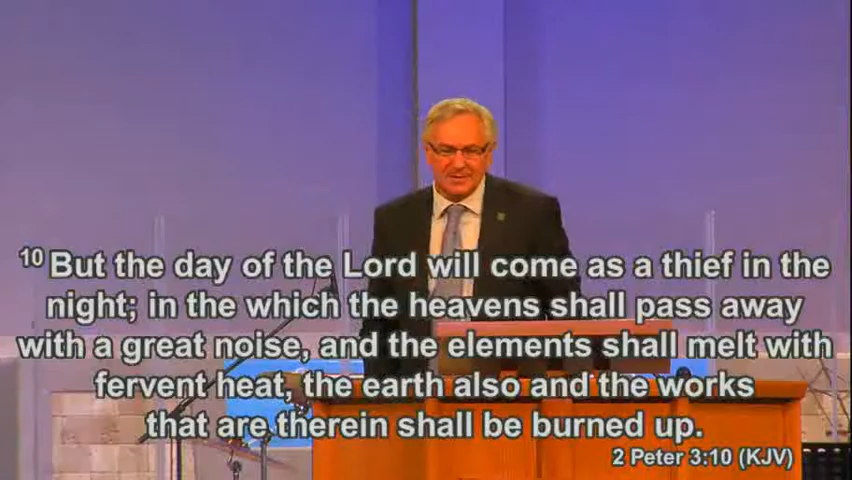 10 But the day of the Lord will come as a thief in the
night; in the which the heavens shall pass away
with a great noise, and the elements shall melt with
fervent heat, the earth also and the works
that are therein shall be burned up.
2 Peter 3:10 (KJV)